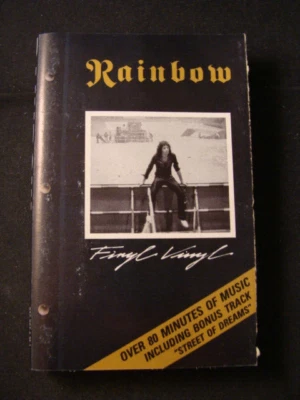 Rainbow
Finyl Vinyl
OVER 80 MINUTES OF MUSIC
INCLUDING BONUS TRACK
"STREET OF DREAMS"